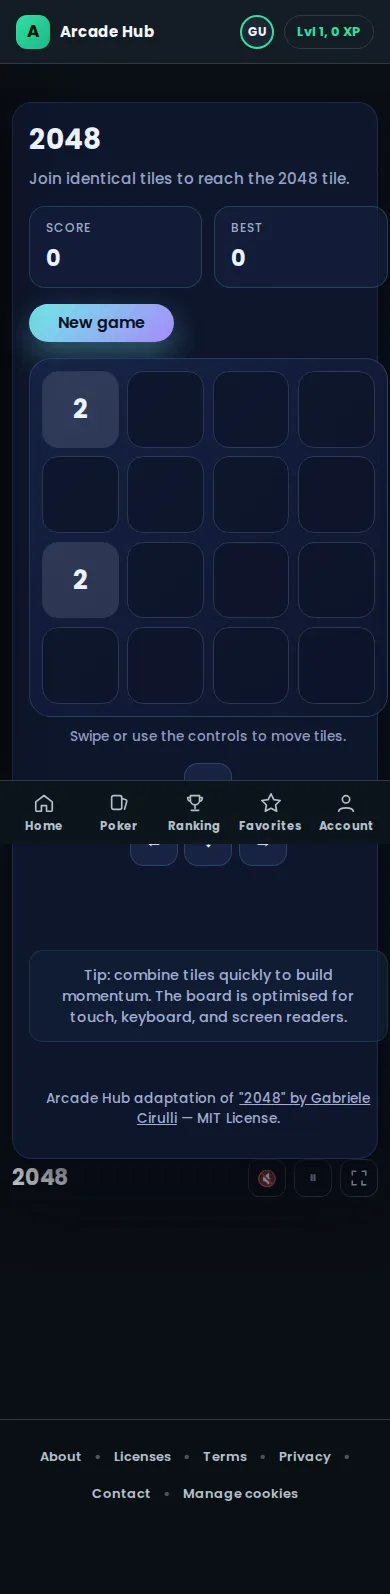 A Arcade Hub GU Lvl 1, 0 XP
2048
Join identical tiles to reach the 2048 tile.
SCORE BEST
0 0
New game
2
2
Swipe or use the controls to move tiles.
Home Poker Ranking Favorites Account
Tip: combine tiles quickly to build
momentum. The board is optimised for
touch, keyboard, and screen readers.
Arcade Hub adaptation of "2048" by Gabriele
Cirulli — MIT License.
2048
About • Licenses • Terms • Privacy •
Contact • Manage cookies